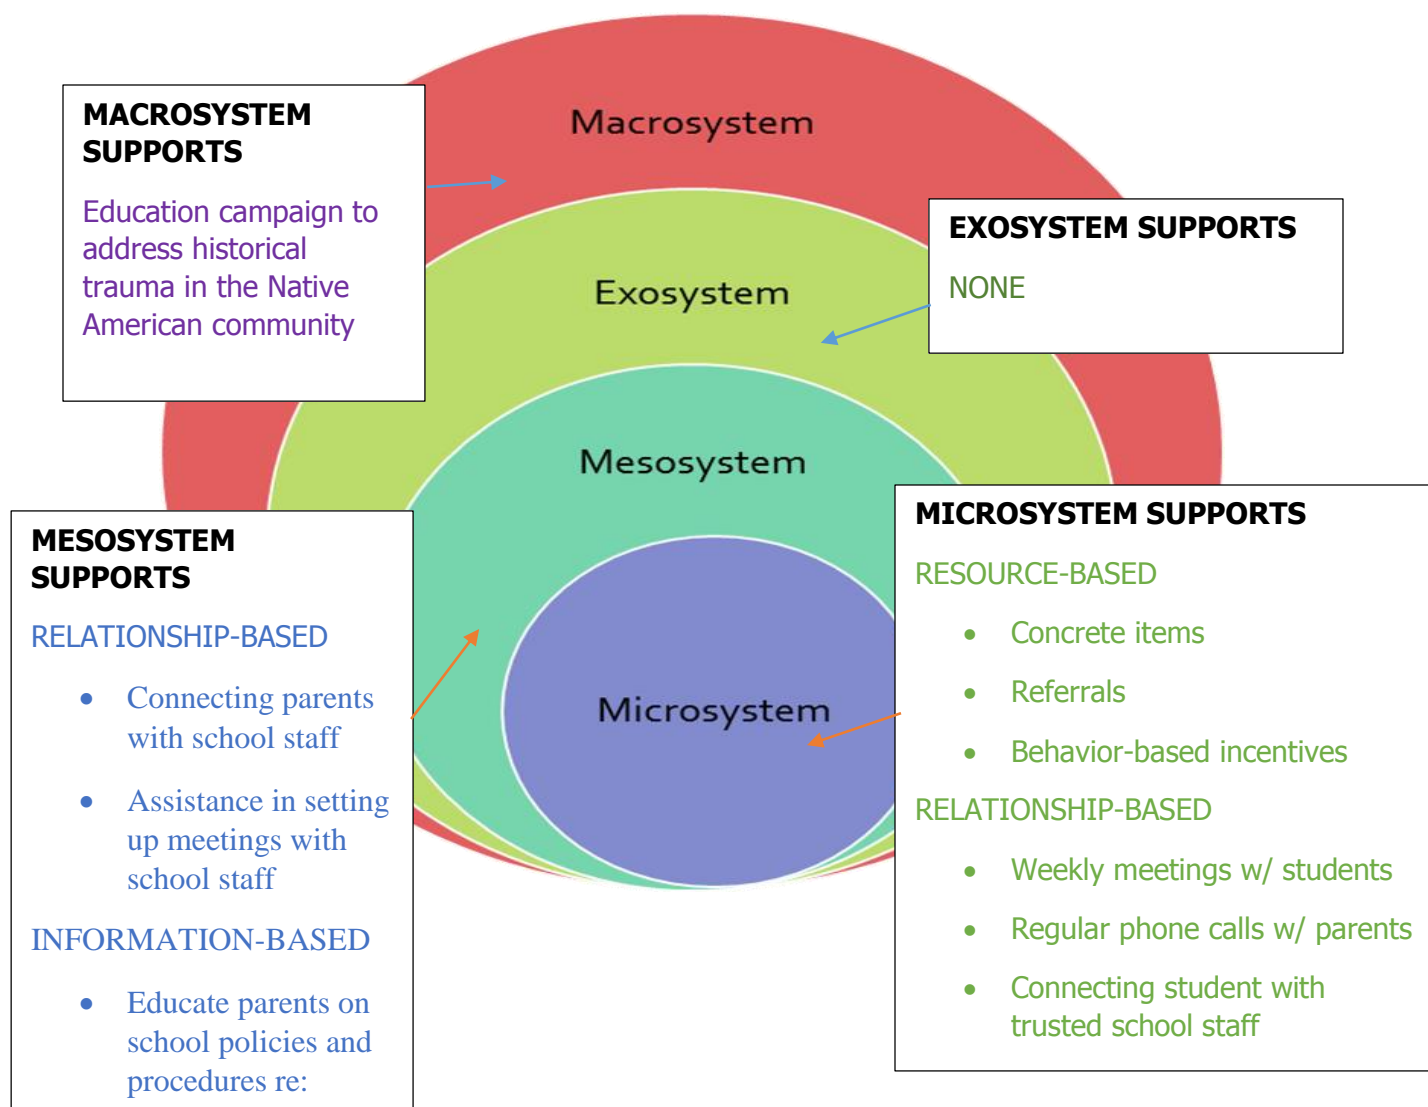 Macrosystem
MACROSYSTEM
SUPPORTS
Education campaign to
address historical
trauma in the Native
American community
Exosystem
EXOSYSTEM SUPPORTS
NONE
Mesosystem
MESOSYSTEM
SUPPORTS
RELATIONSHIP-BASED
• Connecting parents
with school staff
• Assistance in setting
up meetings with
school staff
INFORMATION-BASED
• Educate parents on
school policies and
procedures re:
Microsystem
MICROSYSTEM SUPPORTS
RESOURCE-BASED
• Concrete items
• Referrals
• Behavior-based incentives
RELATIONSHIP-BASED
• Weekly meetings w/ students
• Regular phone calls w/ parents
• Connecting student with
trusted school staff